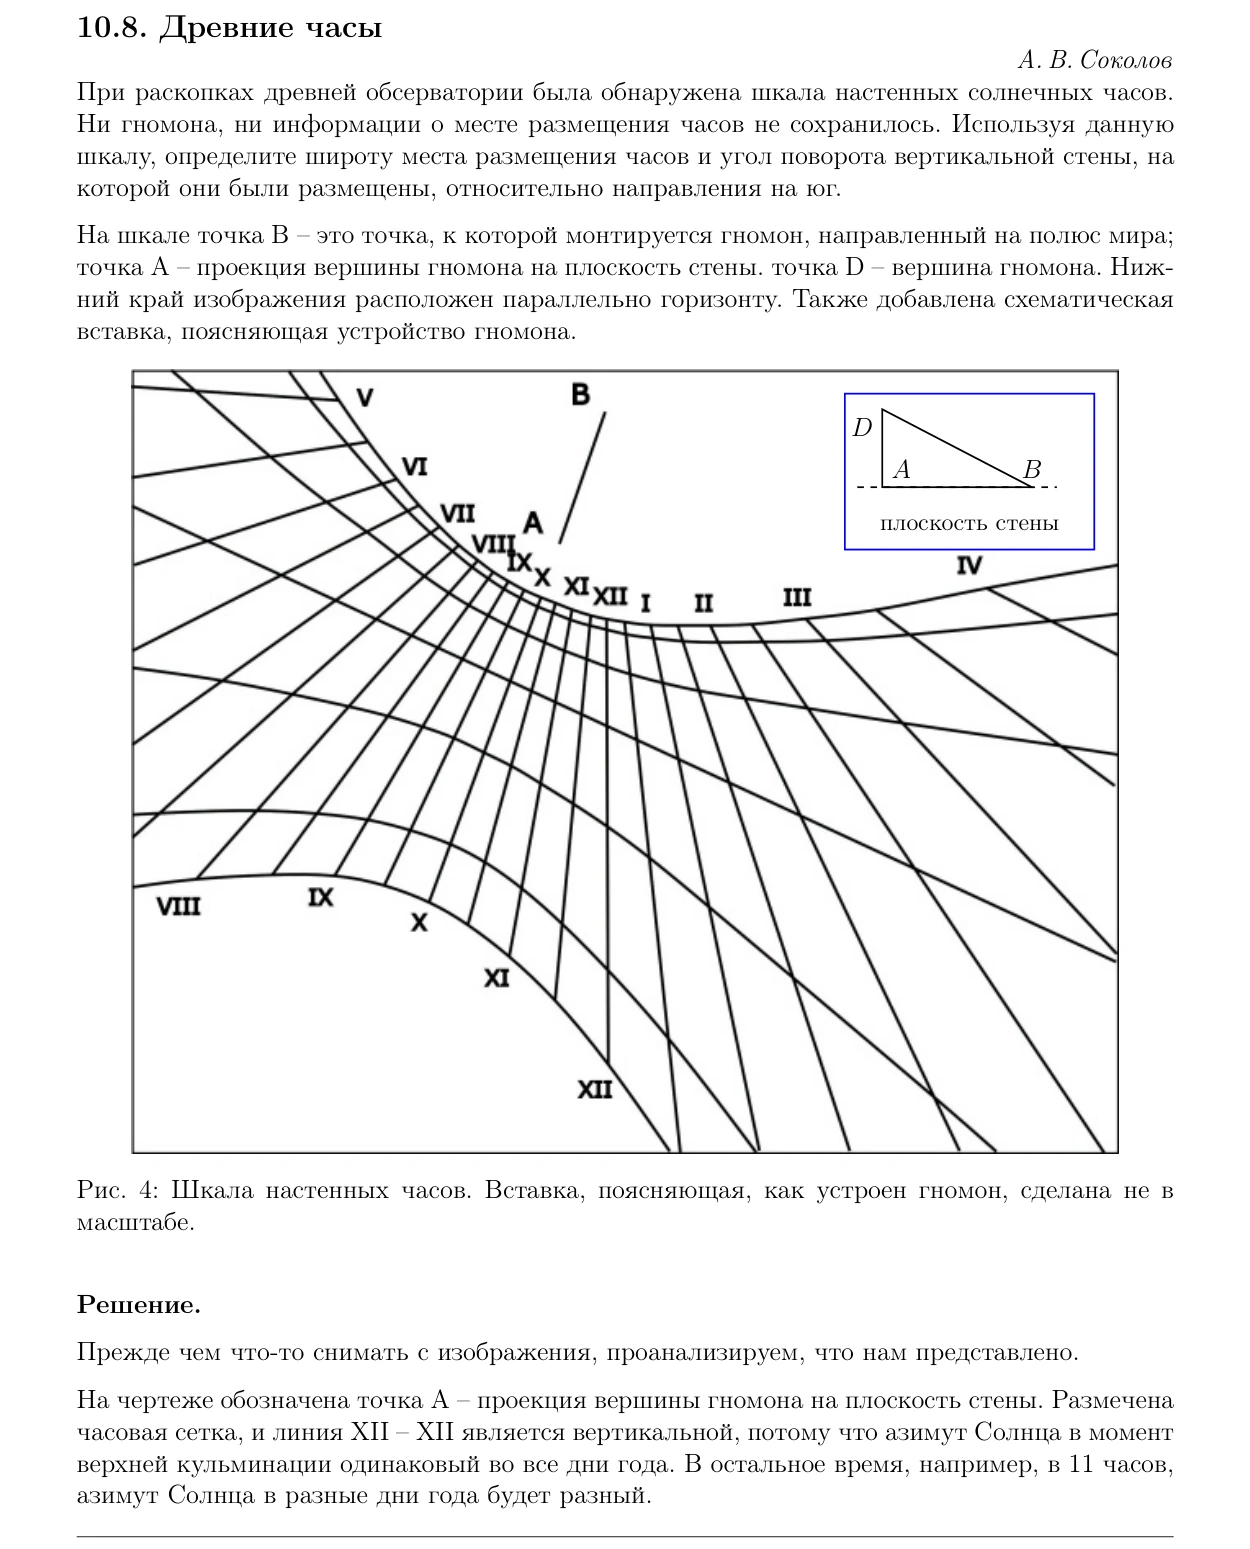 10.8. Древние часы
А. В. Соколов
При раскопках древней обсерватории была обнаружена шкала настенных солнечных часов.
Ни гномона, ни информации о месте размещения часов не сохранилось. Используя данную
шкалу, определите широту места размещения часов и угол поворота вертикальной стены, на
которой они были размещены, относительно направления на юг.
На шкале точка B – это точка, к которой монтируется гномон, направленный на полюс мира;
точка A – проекция вершины гномона на плоскость стены. точка D – вершина гномона. Ниж-
ний край изображения расположен параллельно горизонту. Также добавлена схематическая
вставка, поясняющая устройство гномона.
V
B
D
A
B
VI
VII
A
плоскость стены
VIII
IX
X
XI
XII
I
II
III
IV
VIII
IX
X
XI
XII
Рис. 4: Шкала настенных часов. Вставка, поясняющая, как устроен гномон, сделана не в
масштабе.
Решение.
Прежде чем что-то снимать с изображения, проанализируем, что нам представлено.
На чертеже обозначена точка А – проекция вершины гномона на плоскость стены. Размечена
часовая сетка, и линия XII – XII является вертикальной, потому что азимут Солнца в момент
верхней кульминации одинаковый во все дни года. В остальное время, например, в 11 часов,
азимут Солнца в разные дни года будет разный.